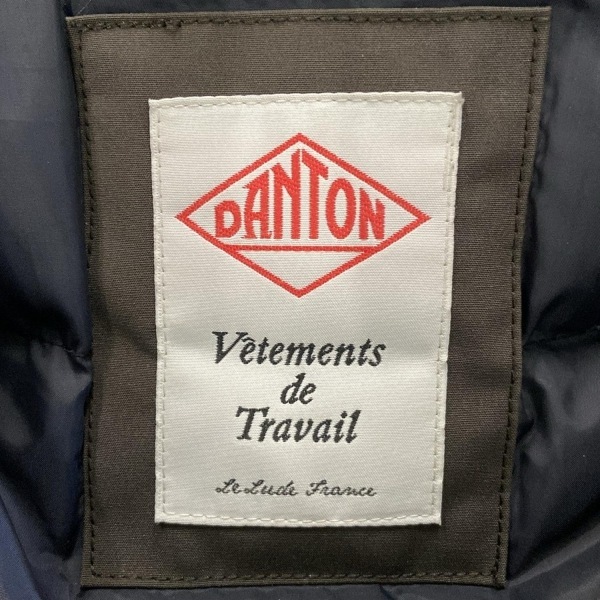 DANTON
Vêtements
de
Travail
Le Lude France